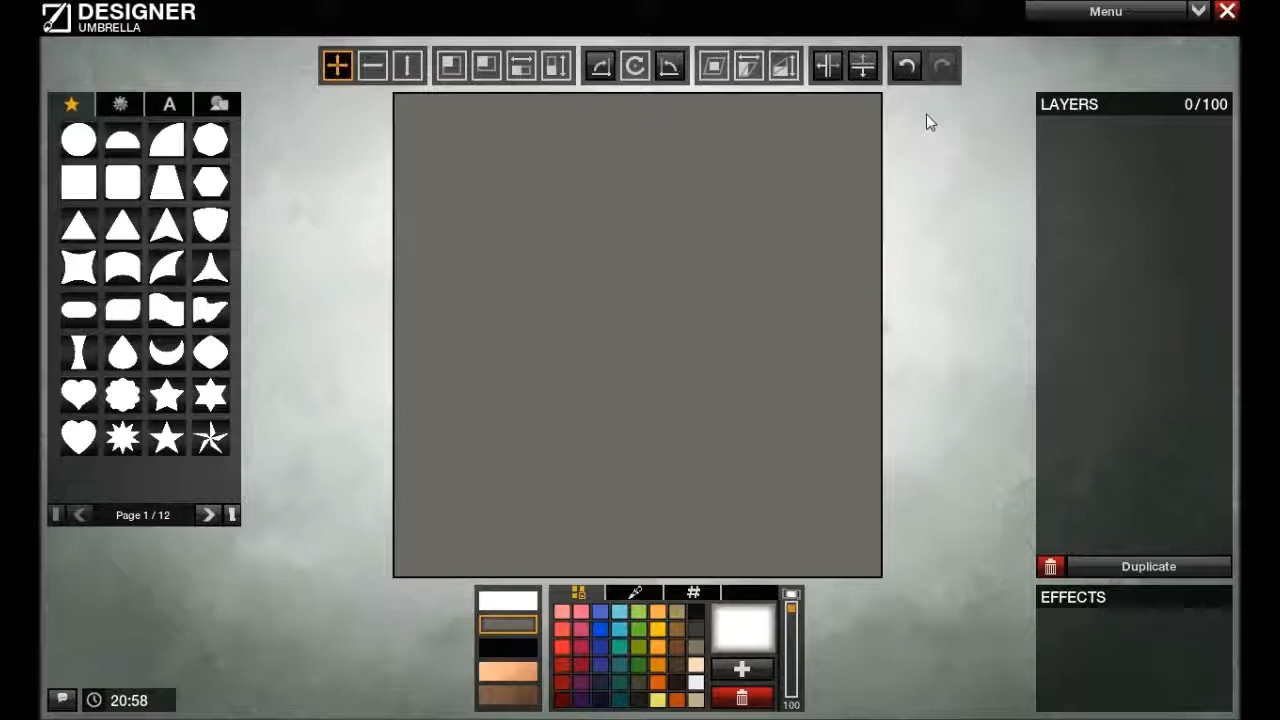 DESIGNER
UMBRELLA
Menu
A
LAYERS 0/100
Page 1 / 12
Duplicate
EFFECTS
#
100
20:58